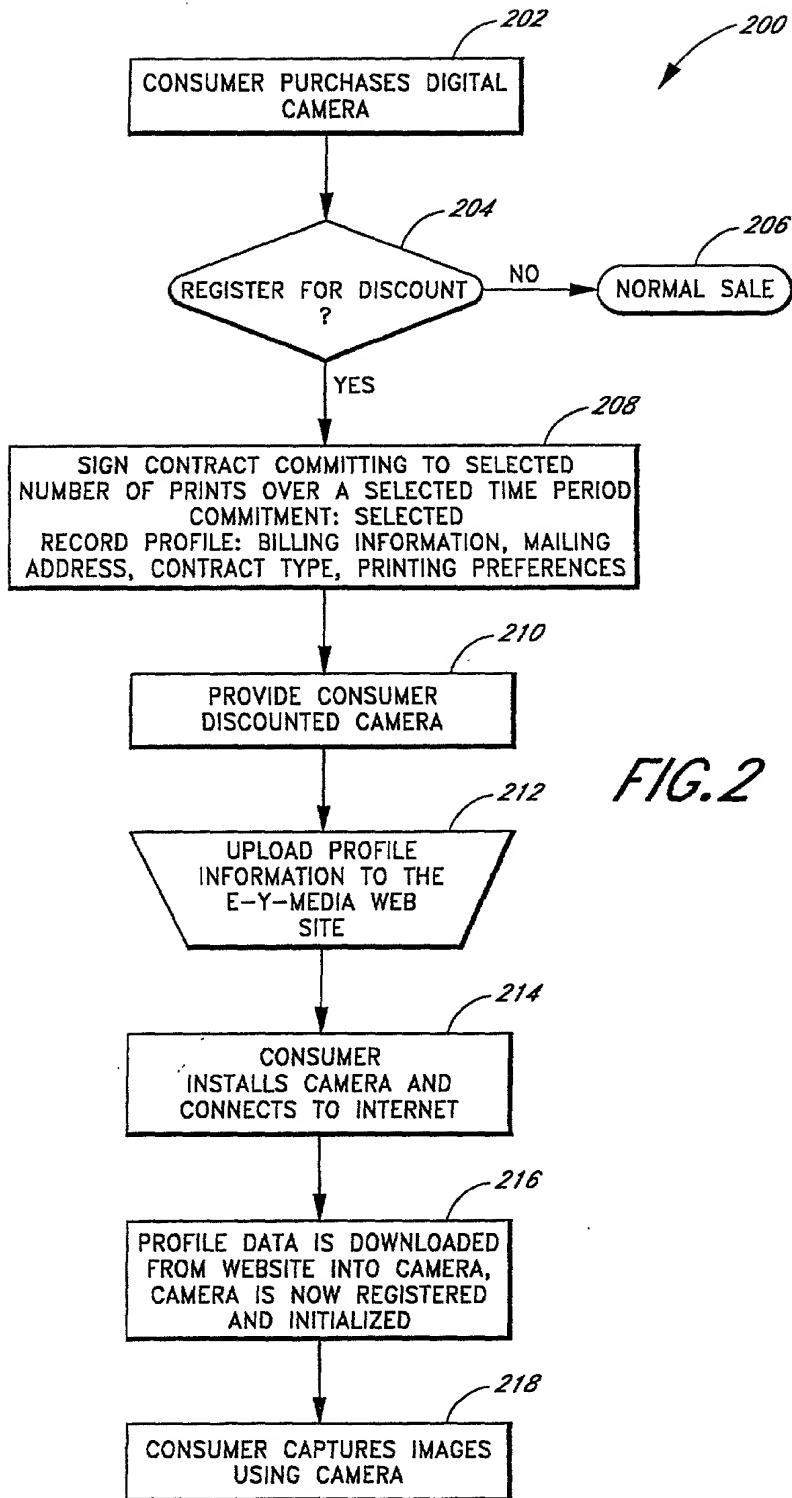 202
200
CONSUMER PURCHASES DIGITAL
CAMERA
204
206
REGISTER FOR DISCOUNT
?
NO
NORMAL SALE
YES
208
SIGN CONTRACT COMMITTING TO SELECTED
NUMBER OF PRINTS OVER A SELECTED TIME PERIOD
COMMITMENT: SELECTED
RECORD PROFILE: BILLING INFORMATION, MAILING
ADDRESS, CONTRACT TYPE, PRINTING PREFERENCES
210
PROVIDE CONSUMER
DISCOUNTED CAMERA
FIG.2
212
UPLOAD PROFILE
INFORMATION TO THE
E-Y-MEDIA WEB
SITE
214
CONSUMER
INSTALLS CAMERA AND
CONNECTS TO INTERNET
216
PROFILE DATA IS DOWNLOADED
FROM WEBSITE INTO CAMERA,
CAMERA IS NOW REGISTERED
AND INITIALIZED
218
CONSUMER CAPTURES IMAGES
USING CAMERA